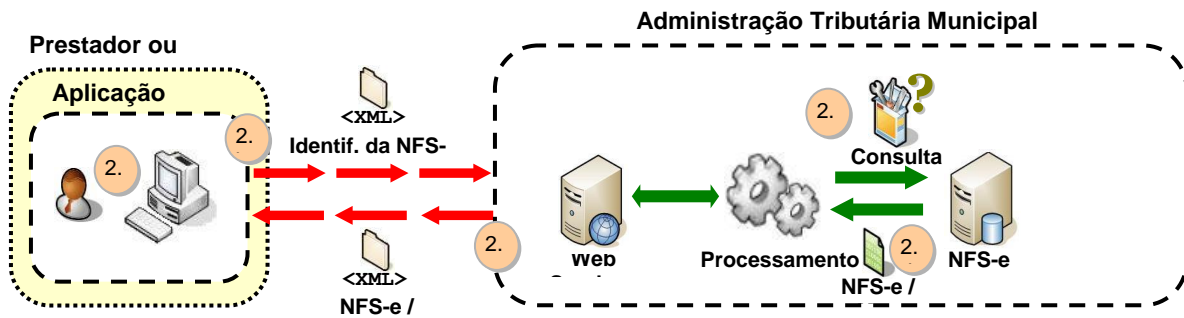 Administração Tributária Municipal
Prestador ou
Aplicação
<XML>
Identif. da NFS-
2.
2.
2.
?
Consulta
2.
Web
Processamento
2.
NFS-e
NFS-e /
<XML>
NFS-e /